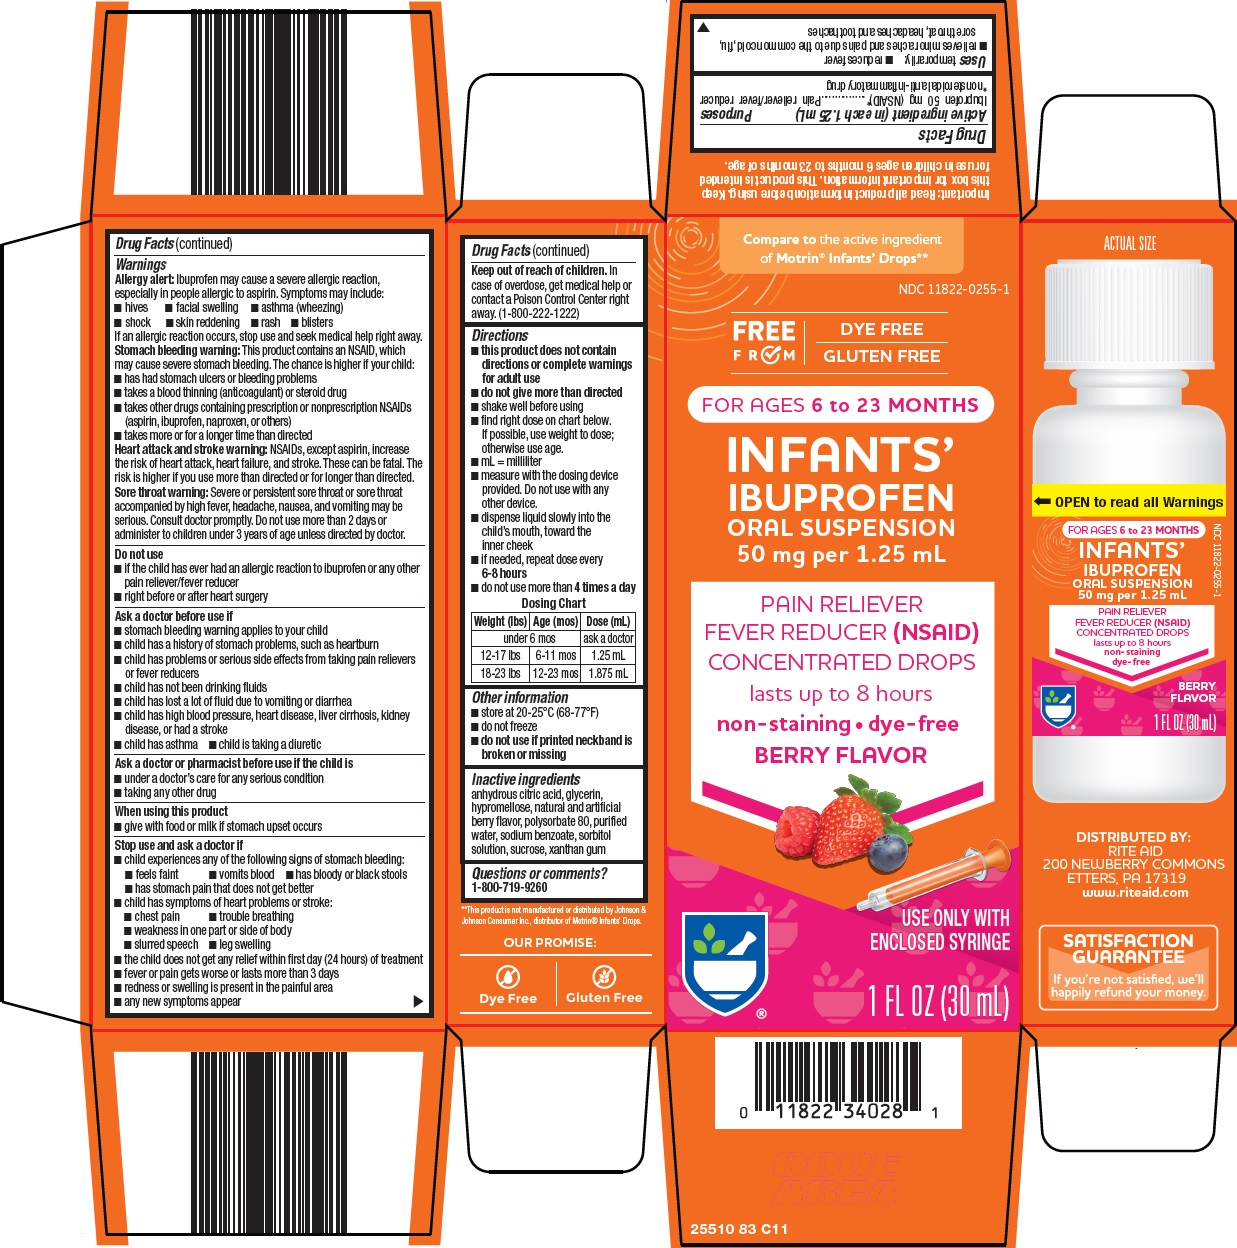 Important: Read all product information before using. Keep
this box for important information. This product is intended
for use in children ages 6 months to 23 months of age.
Drug Facts
Active ingredient (in each 1.25 mL) Purposes
Ibuprofen 50 mg (NSAID)*..............Pain reliever/fever reducer
*nonsteroidal anti-inflammatory drug
Uses temporarily: ■ reduces fever
■ relieves minor aches and pains due to the common cold, flu,
sore throat, headaches and toothaches
Drug Facts (continued)
Warnings
Allergy alert: Ibuprofen may cause a severe allergic reaction,
especially in people allergic to aspirin. Symptoms may include:
■ hives ■ facial swelling ■ asthma (wheezing)
■ shock ■ skin reddening ■ rash ■ blisters
If an allergic reaction occurs, stop use and seek medical help right away.
Stomach bleeding warning: This product contains an NSAID, which
may cause severe stomach bleeding. The chance is higher if your child:
■ has had stomach ulcers or bleeding problems
■ takes a blood thinning (anticoagulant) or steroid drug
■ takes other drugs containing prescription or nonprescription NSAIDs
(aspirin, ibuprofen, naproxen, or others)
■ takes more or for a longer time than directed
Heart attack and stroke warning: NSAIDs, except aspirin, increase
the risk of heart attack, heart failure, and stroke. These can be fatal. The
risk is higher if you use more than directed or for longer than directed.
Sore throat warning: Severe or persistent sore throat or sore throat
accompanied by high fever, headache, nausea, and vomiting may be
serious. Consult doctor promptly. Do not use more than 2 days or
administer to children under 3 years of age unless directed by doctor.
Do not use
■ if the child has ever had an allergic reaction to ibuprofen or any other
pain reliever/fever reducer
■ right before or after heart surgery
Ask a doctor before use if
■ stomach bleeding warning applies to your child
■ child has a history of stomach problems, such as heartburn
■ child has problems or serious side effects from taking pain relievers
or fever reducers
■ child has not been drinking fluids
■ child has lost a lot of fluid due to vomiting or diarrhea
■ child has high blood pressure, heart disease, liver cirrhosis, kidney
disease, or had a stroke
■ child has asthma ■ child is taking a diuretic
Ask a doctor or pharmacist before use if the child is
■ under a doctor's care for any serious condition
■ taking any other drug
When using this product
■ give with food or milk if stomach upset occurs
Stop use and ask a doctor if
■ child experiences any of the following signs of stomach bleeding:
■ feels faint ■ vomits blood ■ has bloody or black stools
■ has stomach pain that does not get better
■ child has symptoms of heart problems or stroke:
■ chest pain ■ trouble breathing
■ weakness in one part or side of body
■ slurred speech ■ leg swelling
■ the child does not get any relief within first day (24 hours) of treatment
■ fever or pain gets worse or lasts more than 3 days
■ redness or swelling is present in the painful area
■ any new symptoms appear
Drug Facts (continued)
Keep out of reach of children. In
case of overdose, get medical help or
contact a Poison Control Center right
away. (1-800-222-1222)
Directions
■ this product does not contain
directions or complete warnings
for adult use
■ do not give more than directed
■ shake well before using
■ find right dose on chart below.
If possible, use weight to dose;
otherwise use age.
■ mL = milliliter
■ measure with the dosing device
provided. Do not use with any
other device.
■ dispense liquid slowly into the
child's mouth, toward the
inner cheek
■ if needed, repeat dose every
6-8 hours
■ do not use more than 4 times a day
Dosing Chart
Weight (lbs) Age (mos) Dose (mL)
under 6 mos ask a doctor
12-17 lbs 6-11 mos 1.25 mL
18-23 lbs 12-23 mos 1.875 mL
Other information
■ store at 20-25°C (68-77°F)
■ do not freeze
■ do not use if printed neckband is
broken or missing
Inactive ingredients
anhydrous citric acid, glycerin,
hypromellose, natural and artificial
berry flavor, polysorbate 80, purified
water, sodium benzoate, sorbitol
solution, sucrose, xanthan gum
Questions or comments?
1-800-719-9260
**This product is not manufactured or distributed by Johnson &
Johnson Consumer Inc., distributor of Motrin® Infants' Drops.
OUR PROMISE:
Dye Free Gluten Free
Compare to the active ingredient
of Motrin® Infants' Drops**
NDC 11822-0255-1
FREE FROM
DYE FREE
GLUTEN FREE
FOR AGES 6 to 23 MONTHS
INFANTS'
IBUPROFEN
ORAL SUSPENSION
50 mg per 1.25 mL
PAIN RELIEVER
FEVER REDUCER (NSAID)
CONCENTRATED DROPS
lasts up to 8 hours
non-staining • dye-free
BERRY FLAVOR
USE ONLY WITH
ENCLOSED SYRINGE
®
1 FL OZ (30 mL)
0 11822 34028 1
CODE
AREA
25510 83 C11
ACTUAL SIZE
OPEN to read all Warnings
FOR AGES 6 to 23 MONTHS
NDC 11822-0255-1
INFANTS'
IBUPROFEN
ORAL SUSPENSION
50 mg per 1.25 mL
PAIN RELIEVER
FEVER REDUCER (NSAID)
CONCENTRATED DROPS
lasts up to 8 hours
non-staining
dye-free
BERRY
FLAVOR
®
1 FL OZ (30 mL)
DISTRIBUTED BY:
RITE AID
200 NEWBERRY COMMONS
ETTERS, PA 17319
www.riteaid.com
SATISFACTION
GUARANTEE
If you're not satisfied, we'll
happily refund your money.